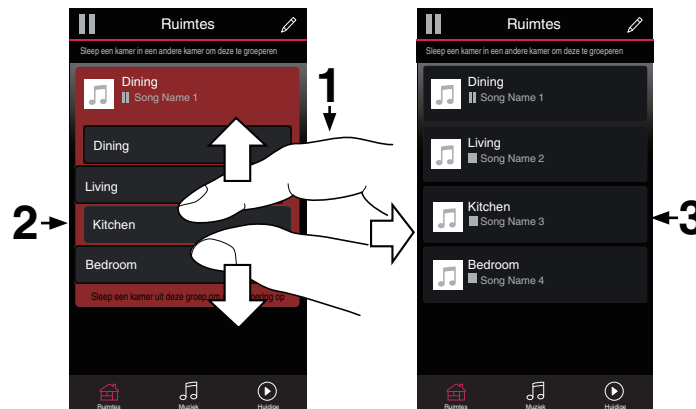 Ruimtes
Sleep een kamer in een andere kamer om deze te groeperen
Dining
Song Name 1
Dining
Living
Kitchen
Bedroom
Sleep een kamer uit deze groep om
ering op
Ruimtes
Muziek
Huidige
1
2
Ruimtes
Sleep een kamer in een andere kamer om deze te groeperen
Dining
Song Name 1
Living
Song Name 2
Kitchen
Song Name 3
Bedroom
Song Name 4
Ruimtes
Muziek
Huidige
3